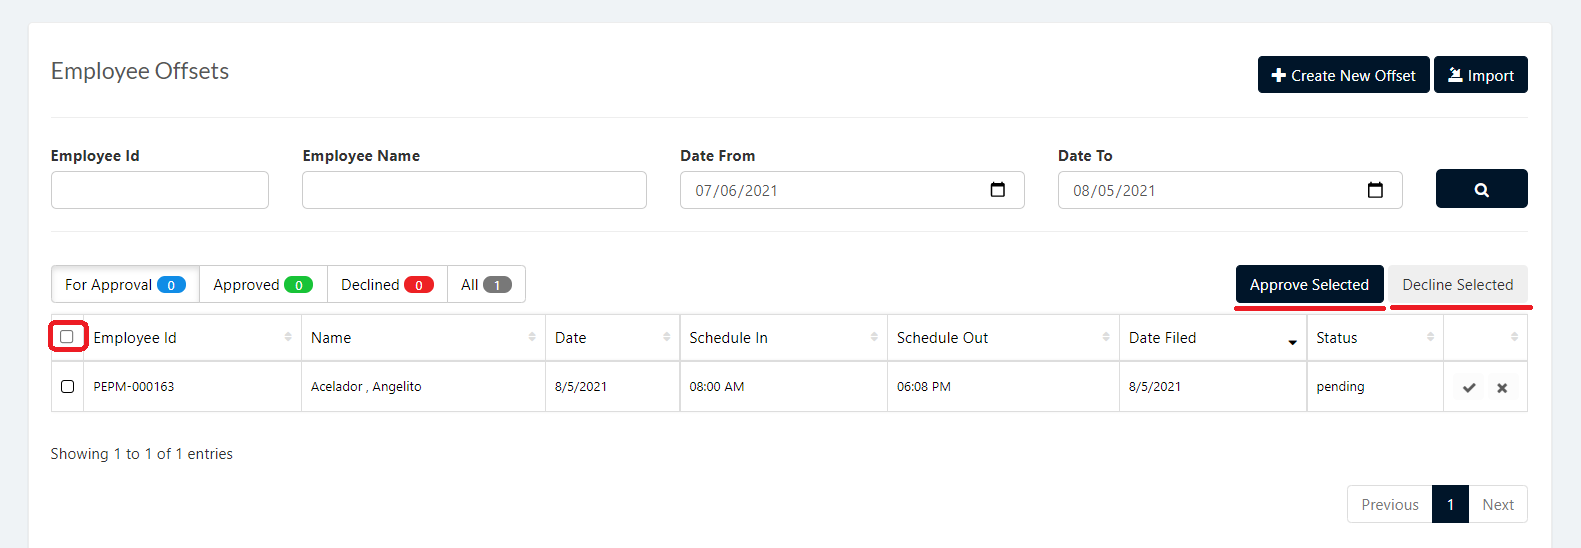 Employee Offsets
Create New Offset Import
Employee Id Employee Name Date From Date To
07/06/2021 08/05/2021
For Approval 0 Approved 0 Declined 0 All 1 Approve Selected Decline Selected
Employee Id Name Date Schedule In Schedule Out Date Filed Status
PEPM-000163 Acelador , Angelito 8/5/2021 08:00 AM 06:08 PM 8/5/2021 pending
Showing 1 to 1 of 1 entries
Previous 1 Next